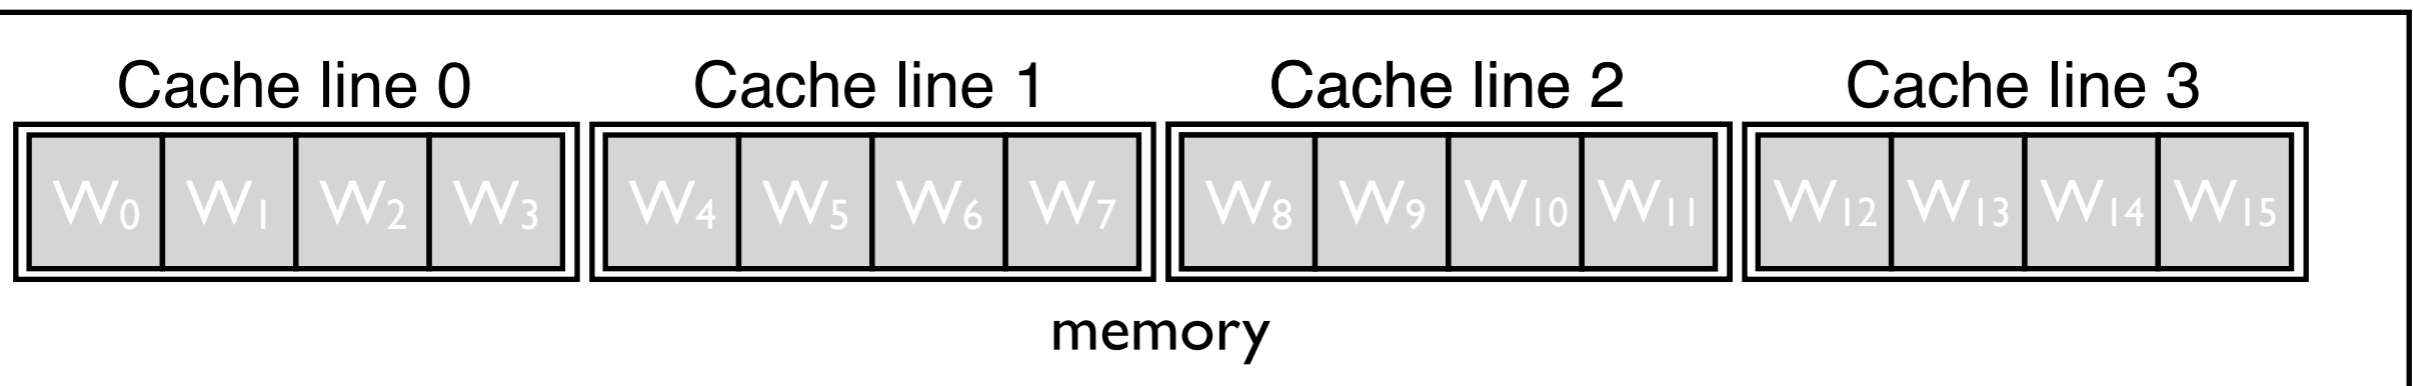 Cache line 0 Cache line 1 Cache line 2 Cache line 3
W₀ W₁ W₂ W₃ W₄ W₅ W₆ W₇ W₈ W₉ W₁₀ W₁₁ W₁₂ W₁₃ W₁₄ W₁₅
memory